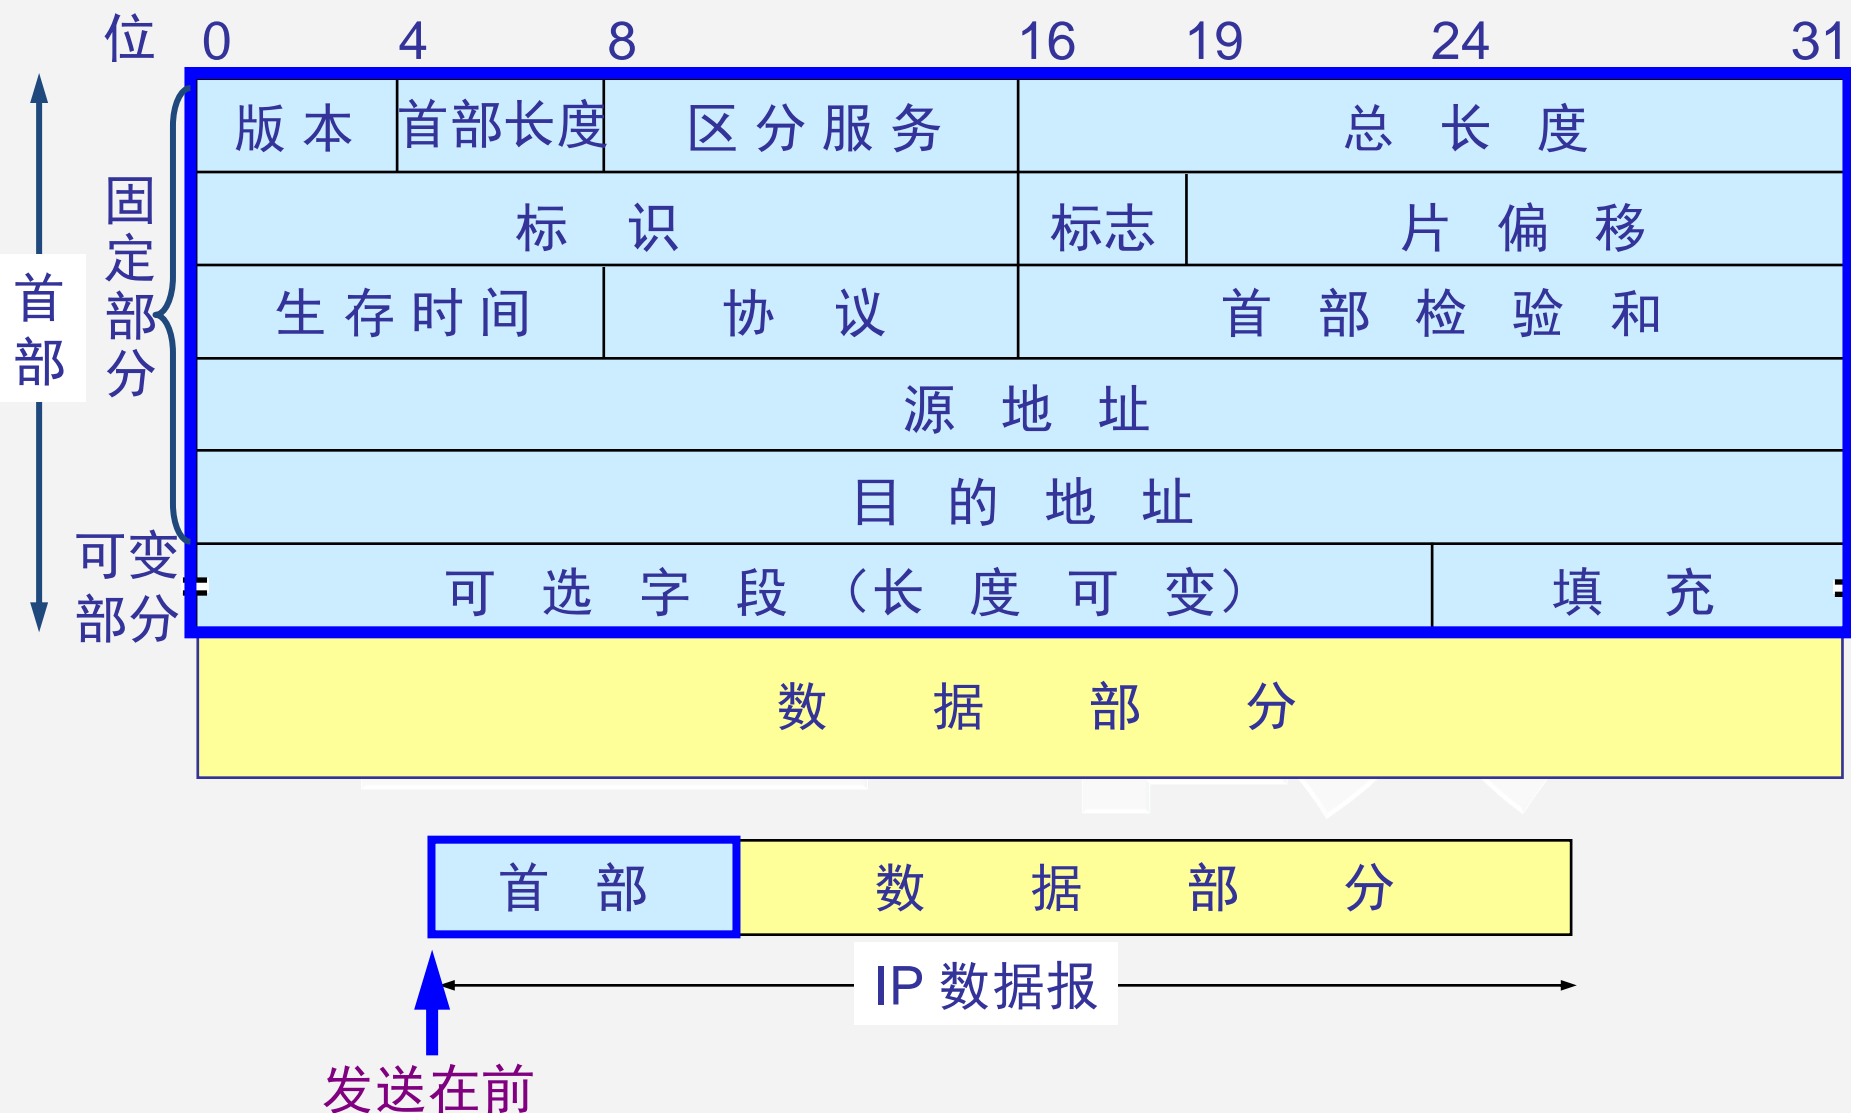 位 0 4 8 16 19 24 31
版 本 首部长度 区 分 服 务 总 长 度
标 识 标志 片 偏 移
生 存 时 间 协 议 首 部 检 验 和
源 地 址
目 的 地 址
可 选 字 段 （长 度 可 变） 填 充
首部
固定部分
可变
部分
数 据 部 分
首 部 数 据 部 分
IP 数据报
发送在前